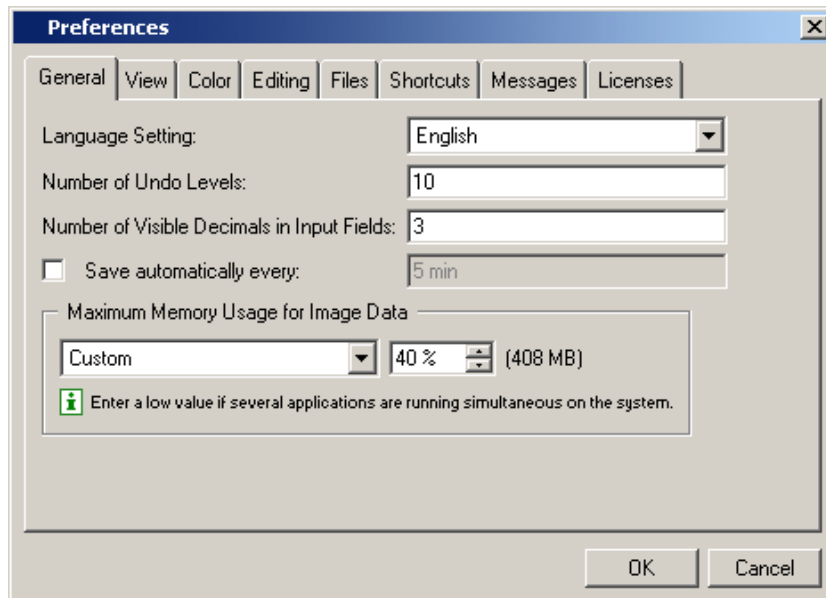 Preferences
General View Color Editing Files Shortcuts Messages Licenses
Language Setting: English
Number of Undo Levels: 10
Number of Visible Decimals in Input Fields: 3
Save automatically every: 5 min
Maximum Memory Usage for Image Data
Custom 40 % (408 MB)
Enter a low value if several applications are running simultaneous on the system.
OK Cancel